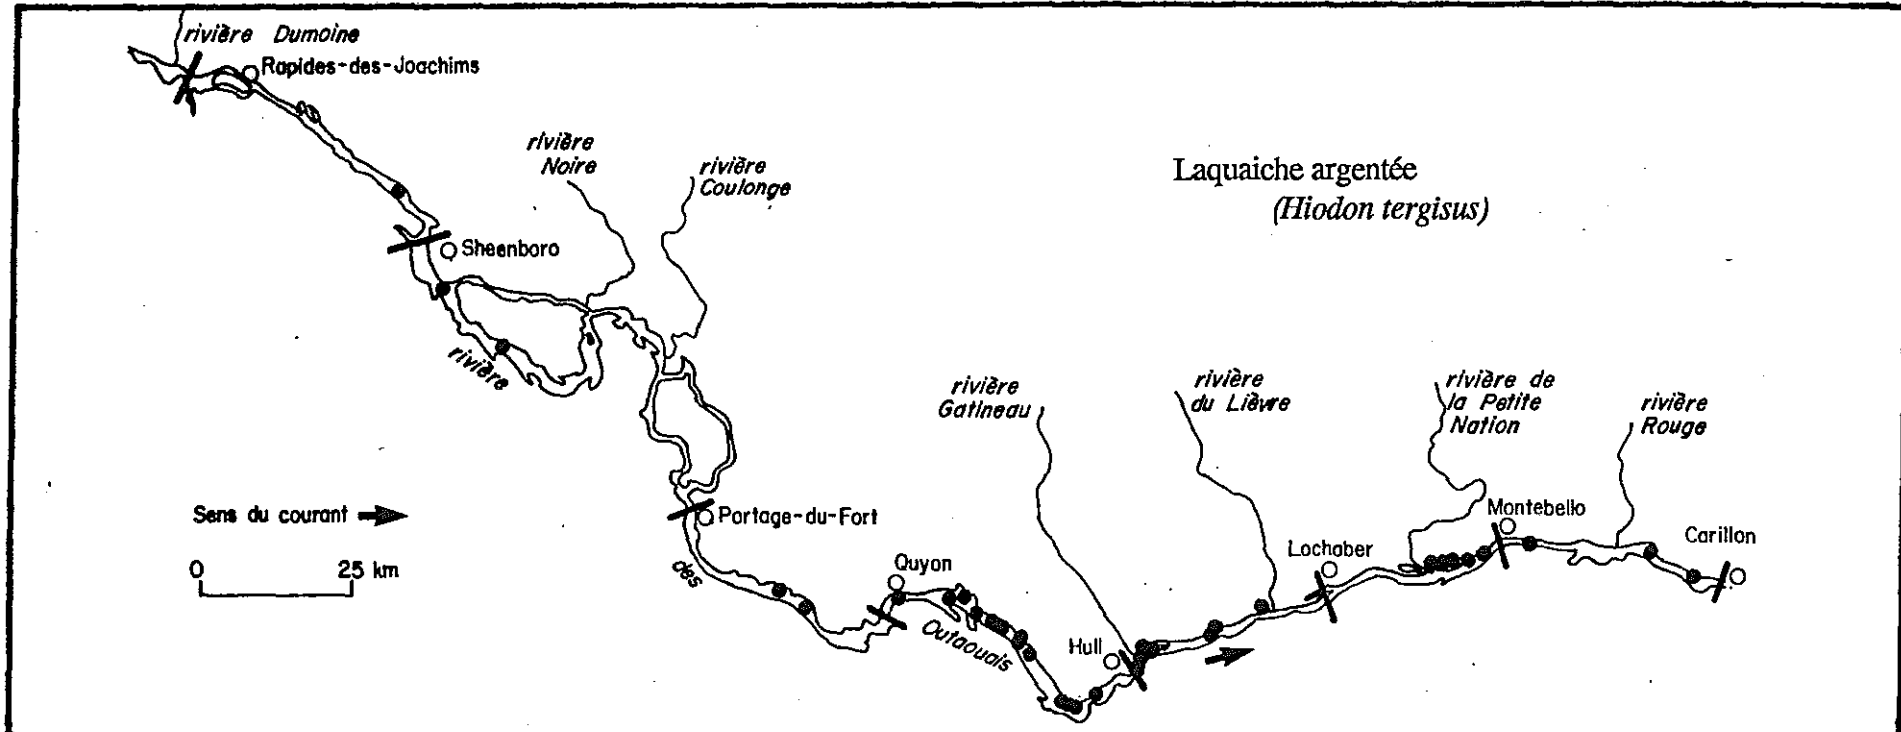 rivière Dumoine
Rapides-des-Joachims
rivière
Noire
rivière
Coulonge
Laquaiche argentée
(Hiodon tergisus)
Sheenboro
rivière
rivière
Gatineau
rivière
du Lièvre
rivière de
la Petite
Nation
rivière
Rouge
Sens du courant
Portage-du-Fort
Montebello
Carillon
Lochaber
0 25 km
des
Quyon
Outaouais
Hull